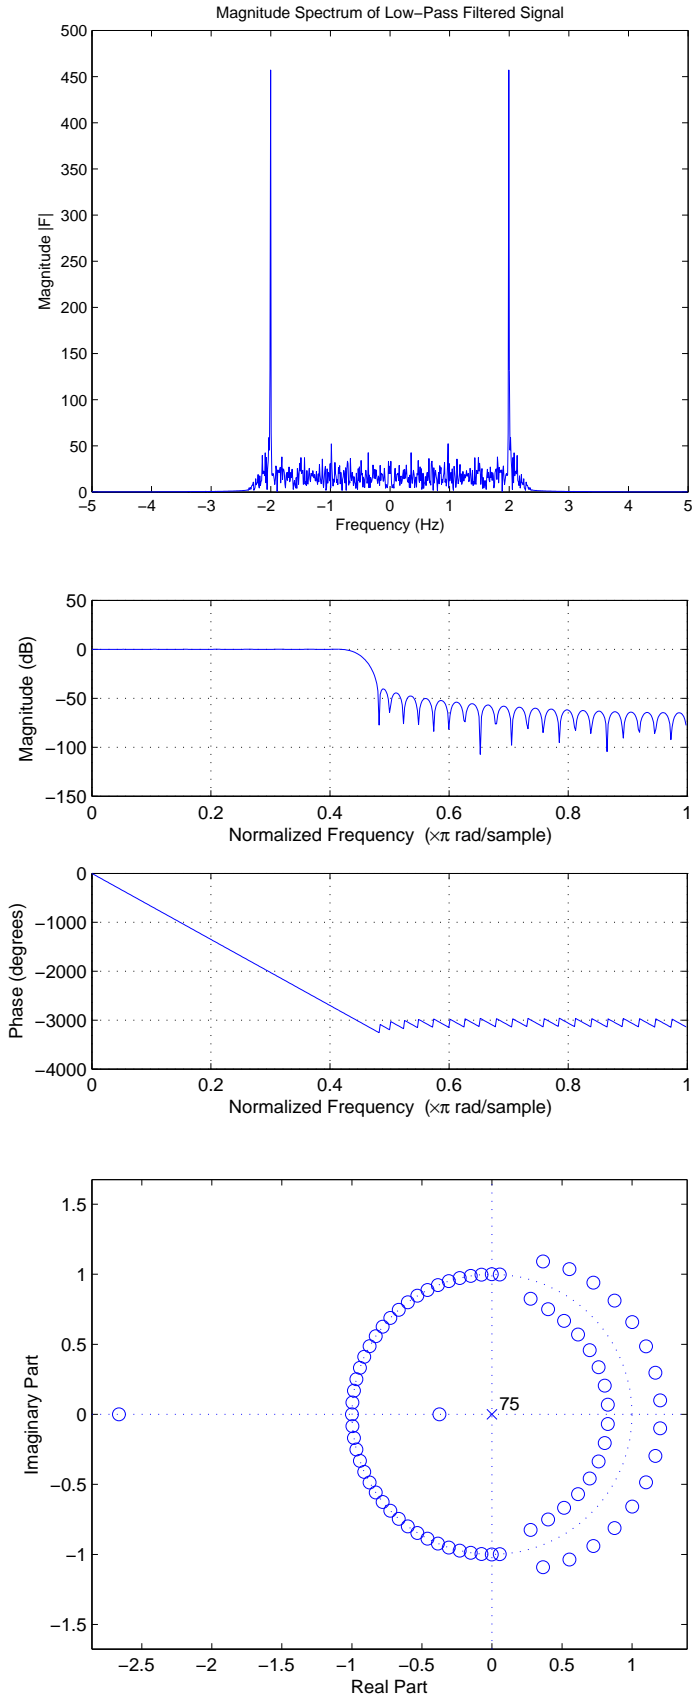 Magnitude Spectrum of Low−Pass Filtered Signal
500
450
400
350
300
250
200
150
100
50
0
Magnitude |F|
−5 −4 −3 −2 −1 0 1 2 3 4 5
Frequency (Hz)
50
0
−50
−100
−150
Magnitude (dB)
0 0.2 0.4 0.6 0.8 1
Normalized Frequency (×π rad/sample)
0
−1000
−2000
−3000
−4000
Phase (degrees)
0 0.2 0.4 0.6 0.8 1
Normalized Frequency (×π rad/sample)
1.5
1
0.5
0
−0.5
−1
−1.5
Imaginary Part
75
−2.5 −2 −1.5 −1 −0.5 0 0.5 1
Real Part